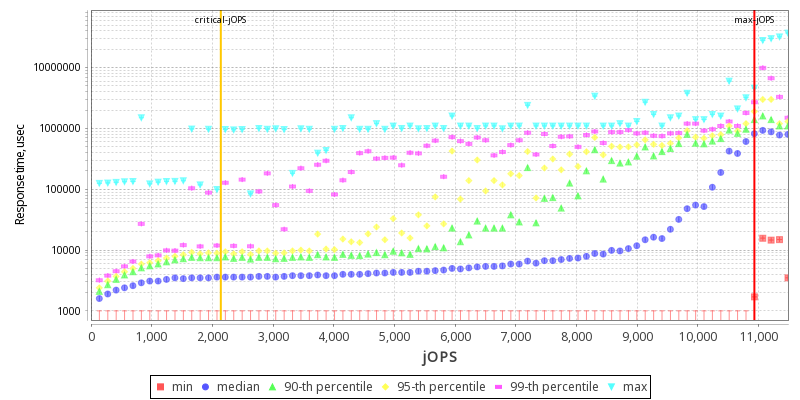 critical-jOPS
max-jOPS
Response time, usec
10000000
1000000
100000
10000
1000
0
1,000
2,000
3,000
4,000
5,000
6,000
7,000
8,000
9,000
10,000
11,000
jOPS
min
median
90-th percentile
95-th percentile
99-th percentile
max